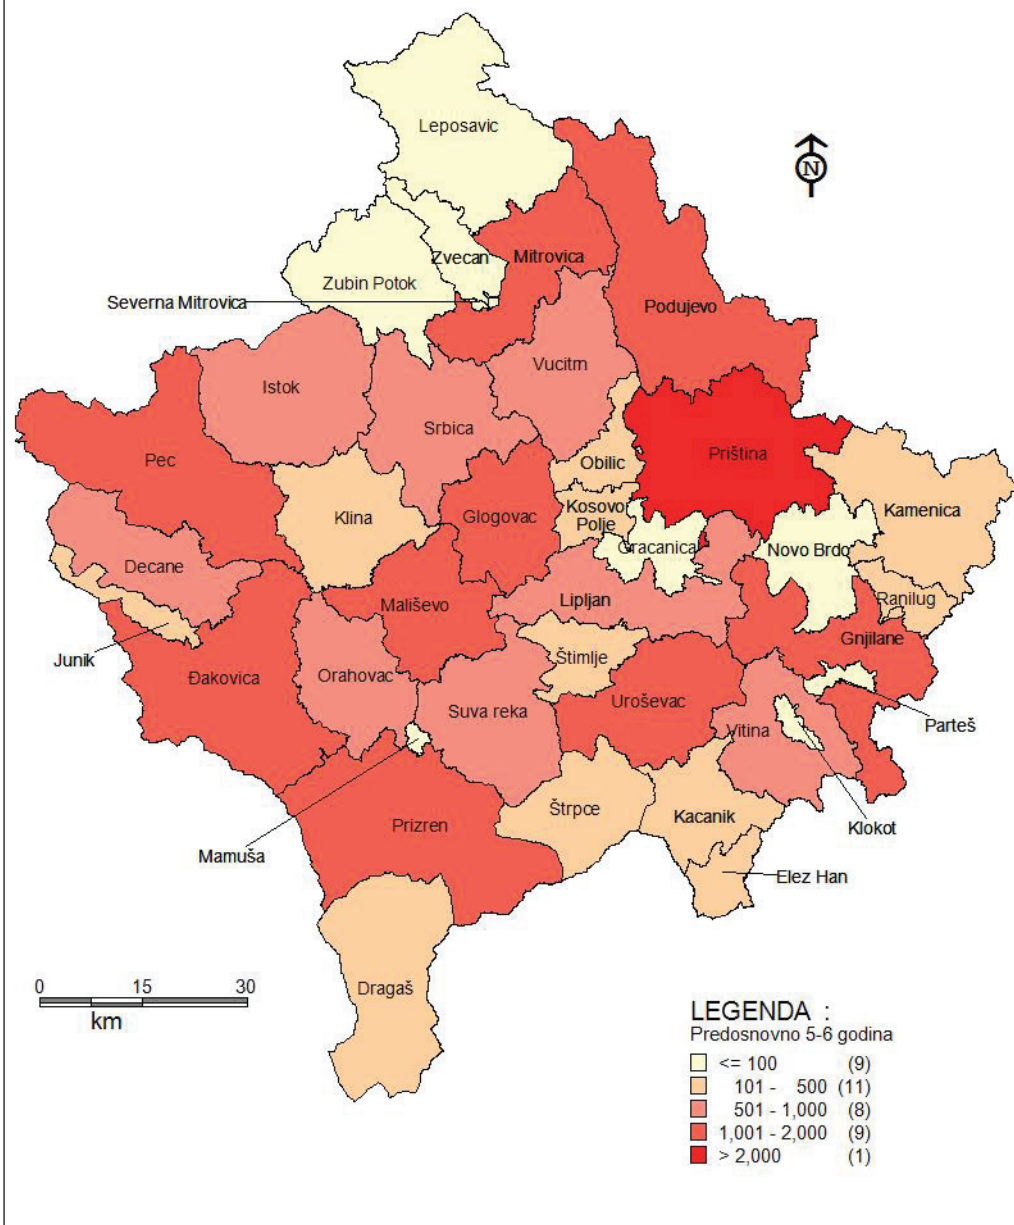 Leposavic
N
Zvecan
Mitrovica
Zubin Potok
Severna Mitrovica
Podujevo
Vucitrn
Istok
Srbica
Priština
Pec
Obilic
Klina
Glogovac
Kosovo
Polje
Kamenica
Gracanica
Novo Brdo
Decane
Mališevo
Lipljan
Ranilug
Gnjilane
Junik
Štimlje
Đakovica
Orahovac
Uroševac
Suva reka
Vitina
Parteš
Štrpce
Kacanik
Prizren
Klokot
Mamuša
Elez Han
Dragaš
0 15 30
km
LEGENDA :
Predosnovno 5-6 godina
<= 100 (9)
101 - 500 (11)
501 - 1,000 (8)
1,001 - 2,000 (9)
> 2,000 (1)